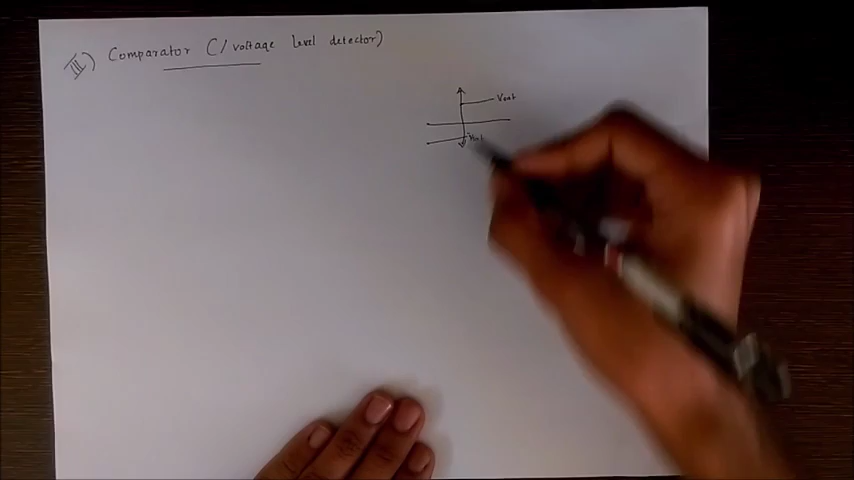 III) Comparator (/voltage level detector)
Vsat
-Vsat